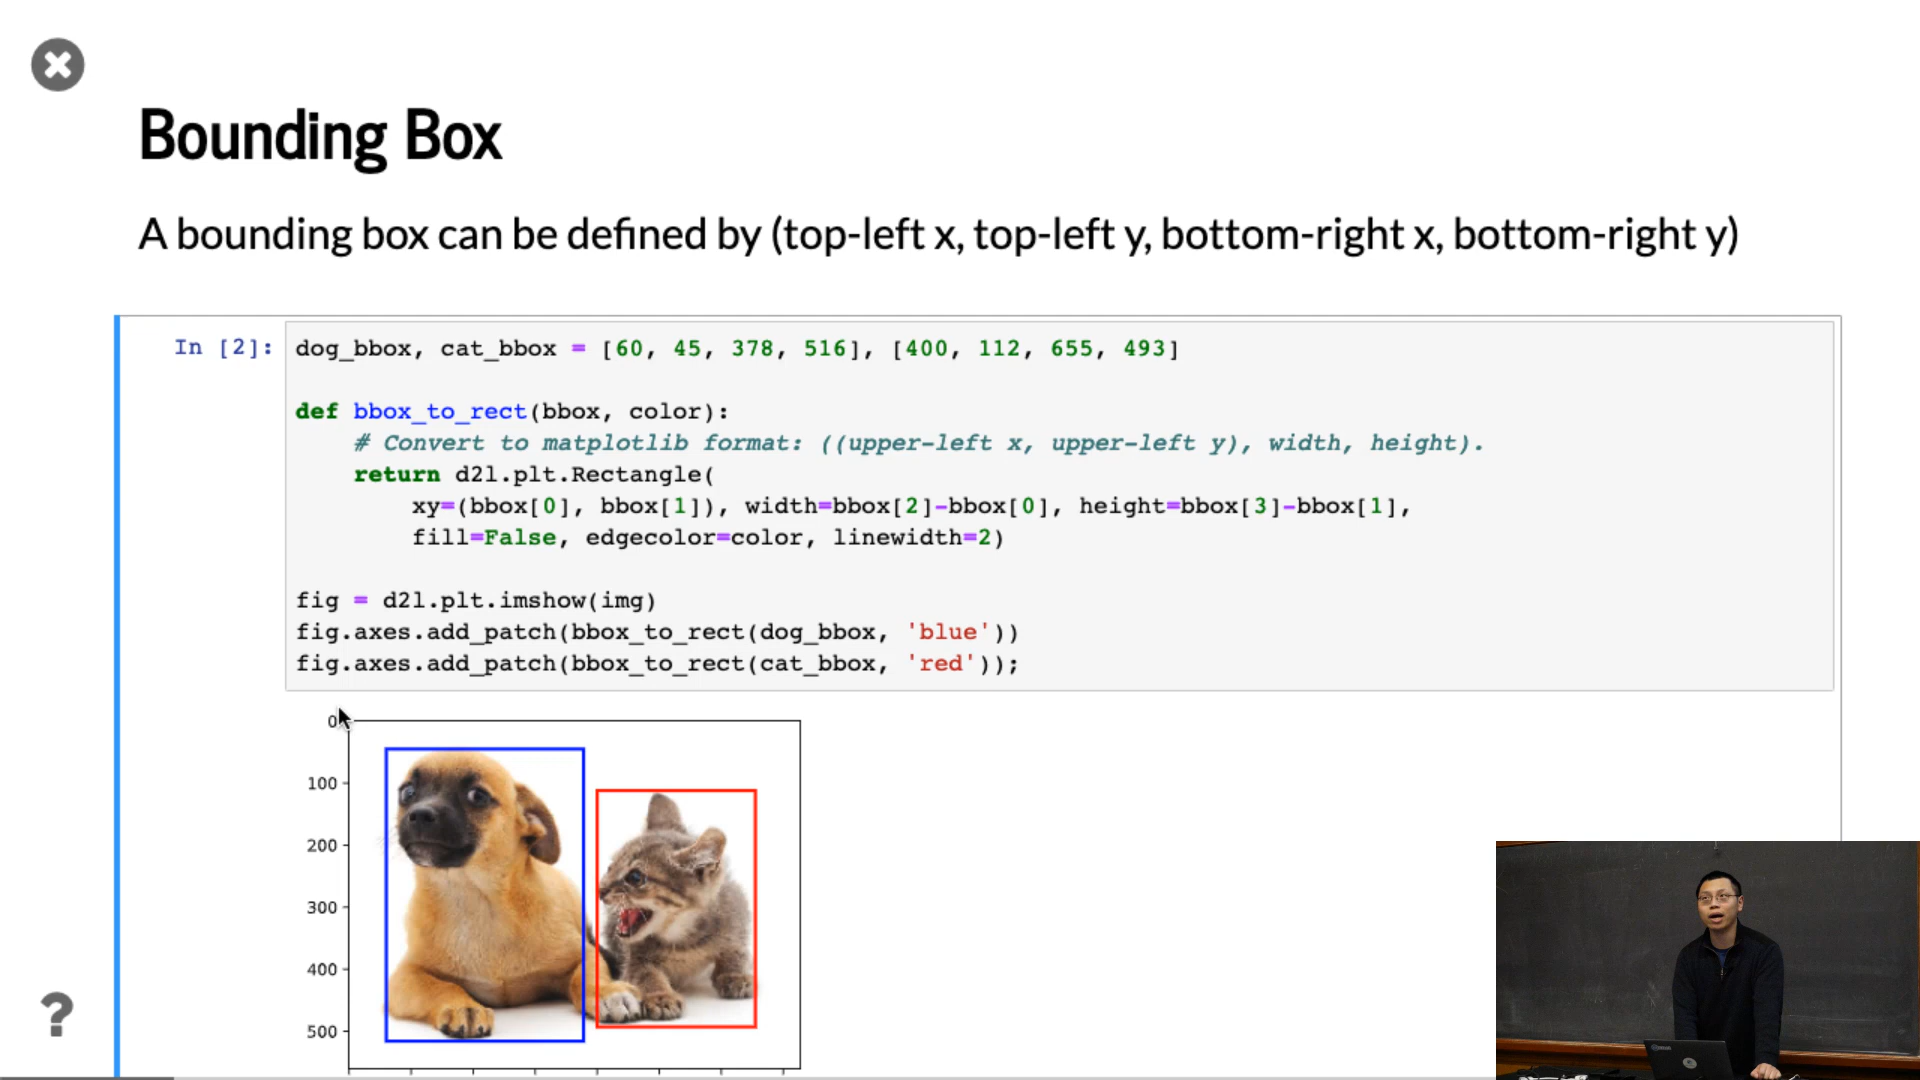 Bounding Box
A bounding box can be defined by (top-left x, top-left y, bottom-right x, bottom-right y)
In [2]: dog_bbox, cat_bbox = [60, 45, 378, 516], [400, 112, 655, 493]
def bbox_to_rect(bbox, color):
# Convert to matplotlib format: ((upper-left x, upper-left y), width, height).
return d2l.plt.Rectangle(
xy=(bbox[0], bbox[1]), width=bbox[2]-bbox[0], height=bbox[3]-bbox[1],
fill=False, edgecolor=color, linewidth=2)
fig = d2l.plt.imshow(img)
fig.axes.add_patch(bbox_to_rect(dog_bbox, 'blue'))
fig.axes.add_patch(bbox_to_rect(cat_bbox, 'red'));
0
100
200
300
400
500
?